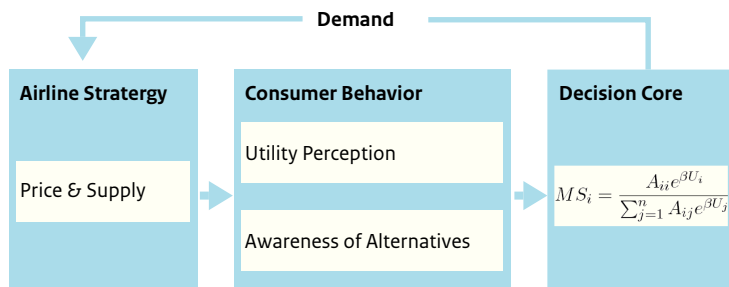 Demand
Airline Stratergy
Price & Supply
Consumer Behavior
Utility Perception
Awareness of Alternatives
Decision Core
$MS_i = \frac{A_{ii}e^{\beta U_i}}{\sum_{j=1}^{n} A_{ij}e^{\beta U_j}}$